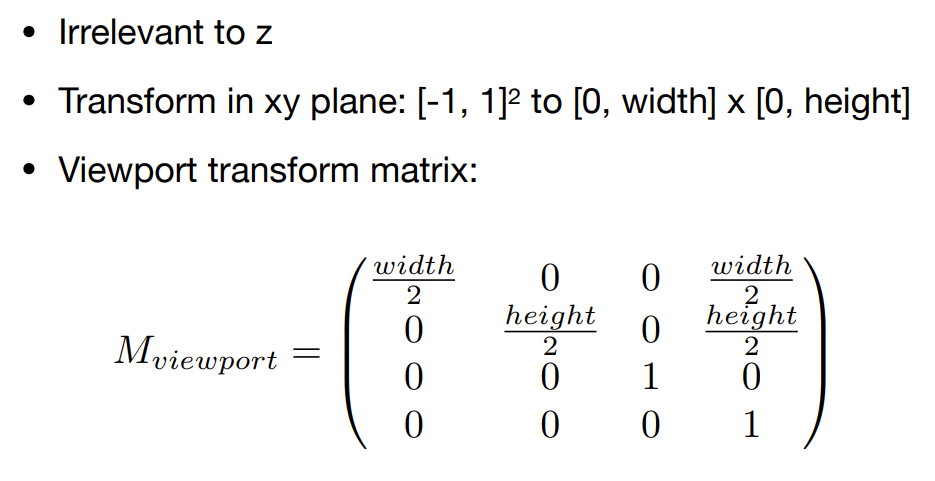 • Irrelevant to z
• Transform in xy plane: [-1, 1]² to [0, width] x [0, height]
• Viewport transform matrix:
$M_{viewport} = \begin{pmatrix} \frac{width}{2} & 0 & 0 & \frac{width}{2} \\ 0 & \frac{height}{2} & 0 & \frac{height}{2} \\ 0 & 0 & 1 & 0 \\ 0 & 0 & 0 & 1 \end{pmatrix}$